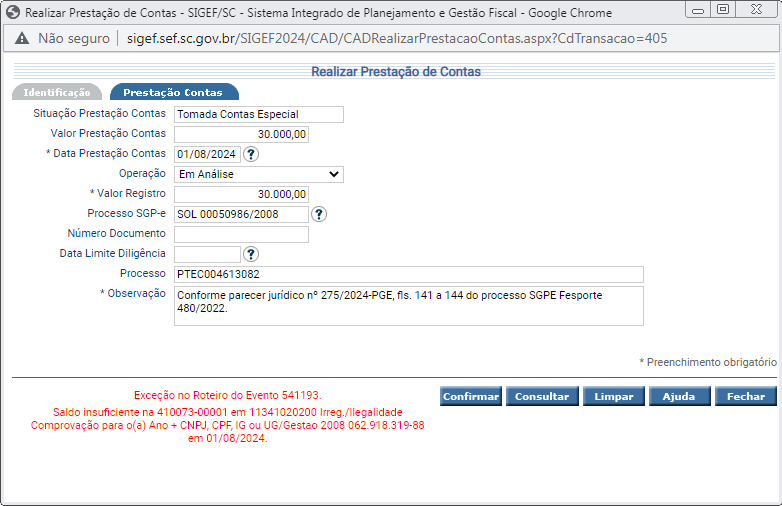 Realizar Prestação de Contas - SIGEF/SC - Sistema Integrado de Planejamento e Gestão Fiscal - Google Chrome
Não seguro | sigef.sef.sc.gov.br/SIGEF2024/CAD/CADRealizarPrestacaoContas.aspx?CdTransacao=405
Realizar Prestação de Contas
Identificação Prestação Contas
Situação Prestação Contas Tomada Contas Especial
Valor Prestação Contas 30.000,00
* Data Prestação Contas 01/08/2024 ?
Operação Em Análise
* Valor Registro 30.000,00
Processo SGP-e SOL 00050986/2008 ?
Número Documento
Data Limite Diligência ?
Processo PTEC004613082
* Observação Conforme parecer jurídico nº 275/2024-PGE, fls. 141 a 144 do processo SGPE Fesporte
480/2022.
* Preenchimento obrigatório
Exceção no Roteiro do Evento 541193.
Saldo insuficiente na 410073-00001 em 11341020200 Irreg./Ilegalidade
Comprovação para o(a) Ano + CNPJ, CPF, IG ou UG/Gestao 2008 062.918.319-88
em 01/08/2024.
Confirmar Consultar Limpar Ajuda Fechar